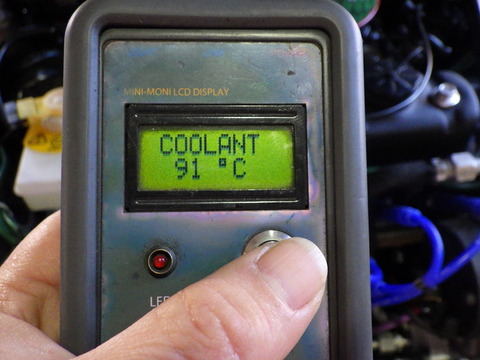 MINI-MONI LCD DISPLAY
COOLANT
91 °C